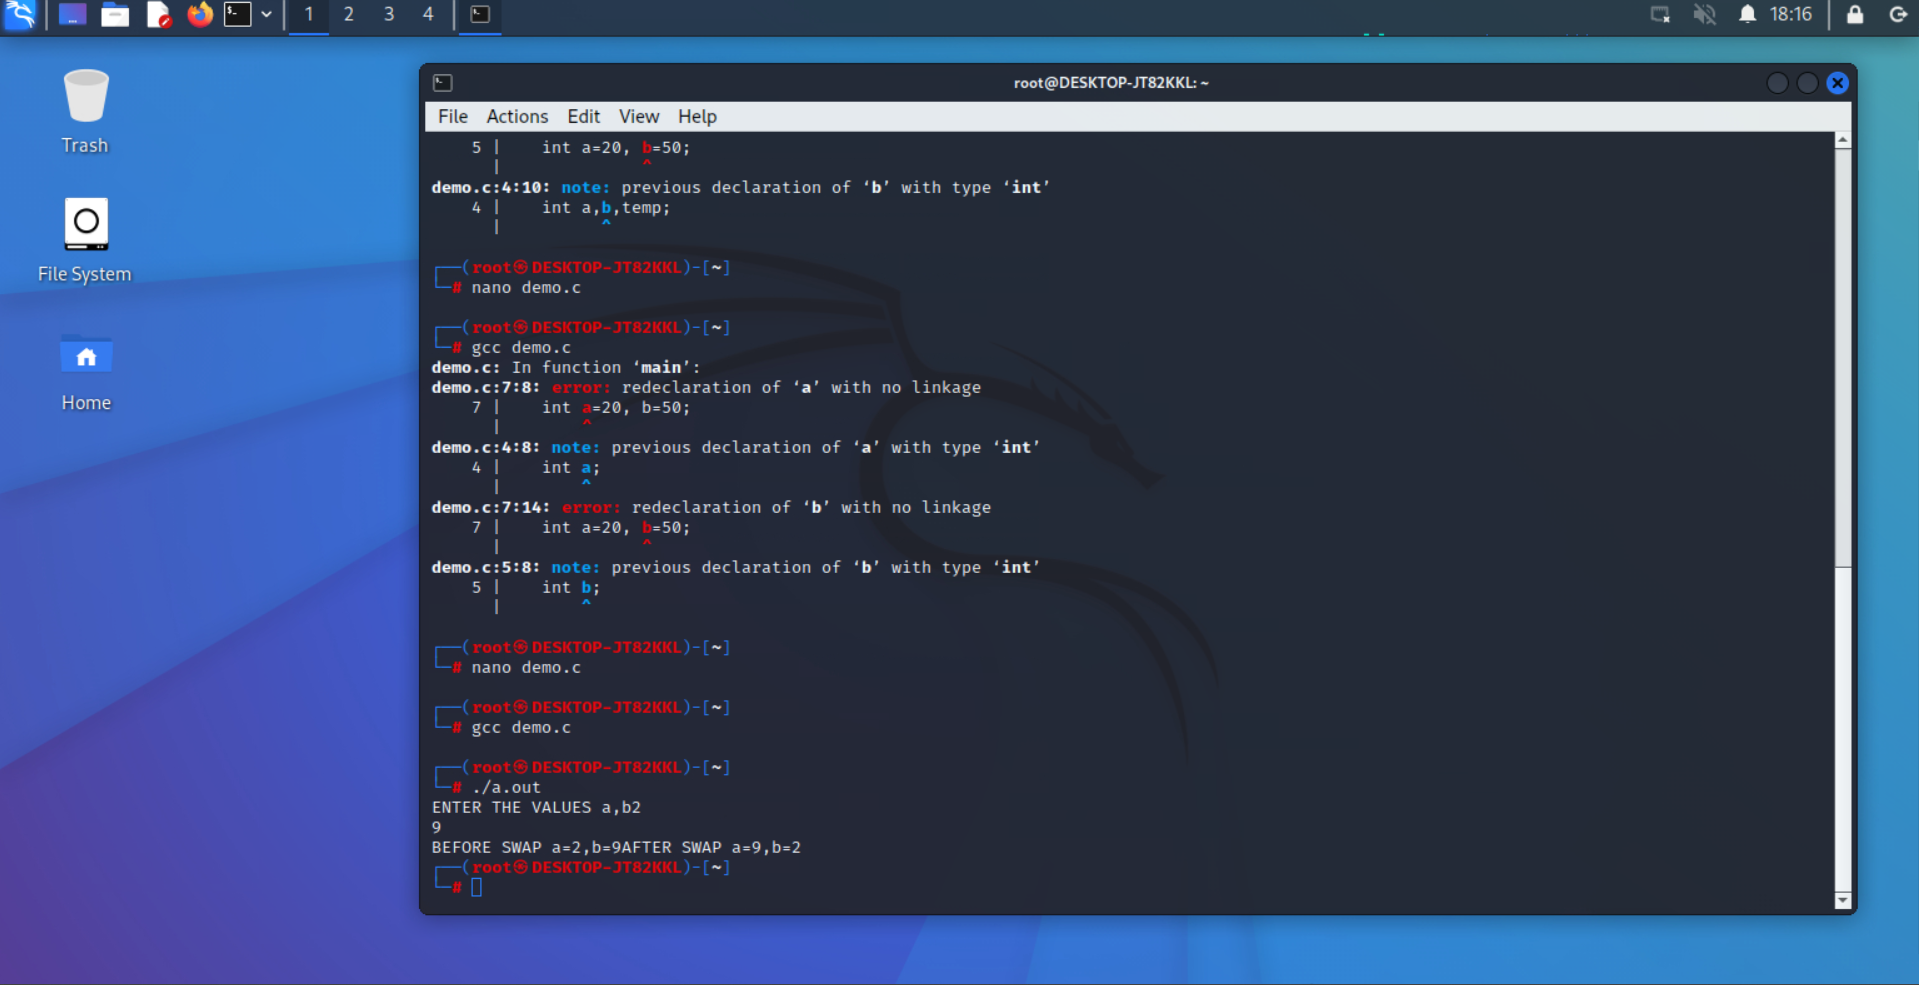 1 2 3 4
18:16
Trash
File System
Home
root@DESKTOP-JT82KKL: ~
File Actions Edit View Help
5 | int a=20, b=50;
| ^
demo.c:4:10: note: previous declaration of ‘b’ with type ‘int’
4 | int a,b,temp;
| ^
┌──(root㉿DESKTOP-JT82KKL)-[~]
└─# nano demo.c
┌──(root㉿DESKTOP-JT82KKL)-[~]
└─# gcc demo.c
demo.c: In function ‘main’:
demo.c:7:8: error: redeclaration of ‘a’ with no linkage
7 | int a=20, b=50;
| ^
demo.c:4:8: note: previous declaration of ‘a’ with type ‘int’
4 | int a;
| ^
demo.c:7:14: error: redeclaration of ‘b’ with no linkage
7 | int a=20, b=50;
| ^
demo.c:5:8: note: previous declaration of ‘b’ with type ‘int’
5 | int b;
| ^
┌──(root㉿DESKTOP-JT82KKL)-[~]
└─# nano demo.c
┌──(root㉿DESKTOP-JT82KKL)-[~]
└─# gcc demo.c
┌──(root㉿DESKTOP-JT82KKL)-[~]
└─# ./a.out
ENTER THE VALUES a,b2
9
BEFORE SWAP a=2,b=9AFTER SWAP a=9,b=2
┌──(root㉿DESKTOP-JT82KKL)-[~]
└─#